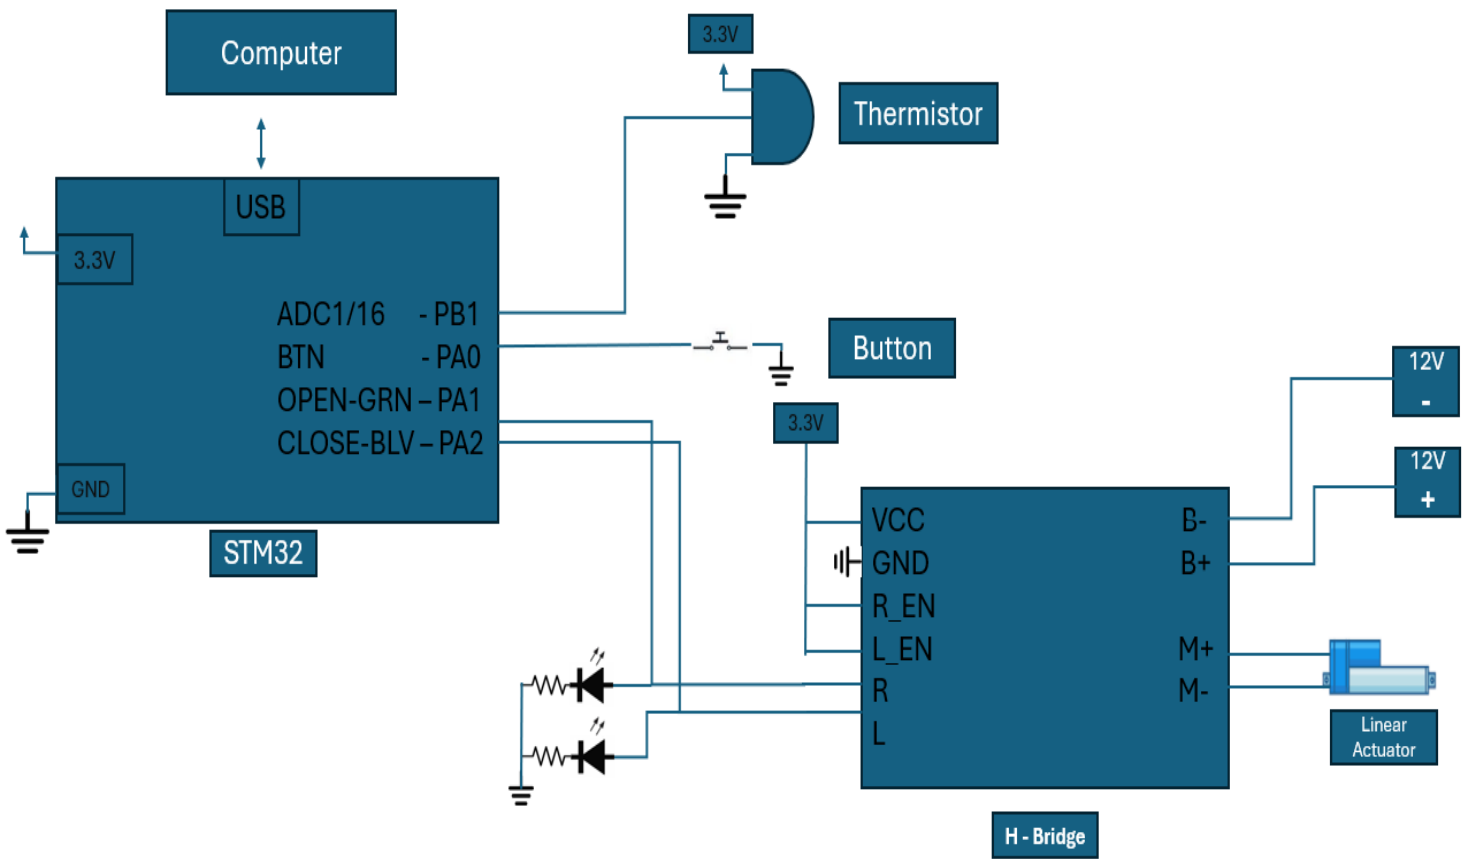 Computer
3.3V
Thermistor
USB
3.3V
ADC1/16 - PB1
BTN - PA0
OPEN-GRN – PA1
CLOSE-BLV – PA2
GND
STM32
Button
3.3V
12V
-
12V
+
VCC
GND
R_EN
L_EN
R
L
B-
B+
M+
M-
Linear
Actuator
H - Bridge